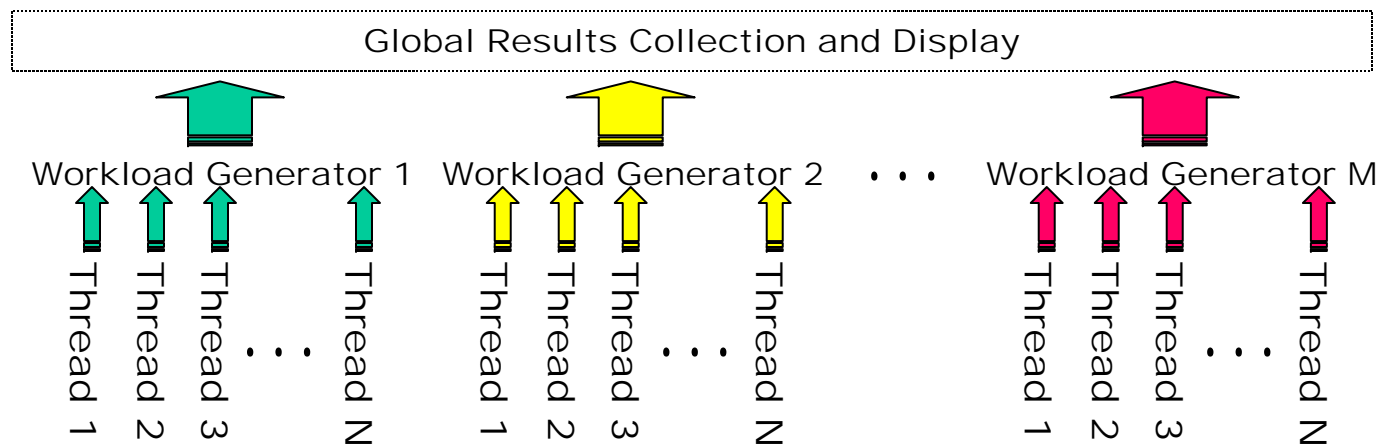 Global Results Collection and Display
Workload Generator 1
Workload Generator 2
• • •
Workload Generator M
Thread 1
Thread 2
Thread 3
• • •
Thread N
Thread 1
Thread 2
Thread 3
• • •
Thread N
Thread 1
Thread 2
Thread 3
• • •
Thread N